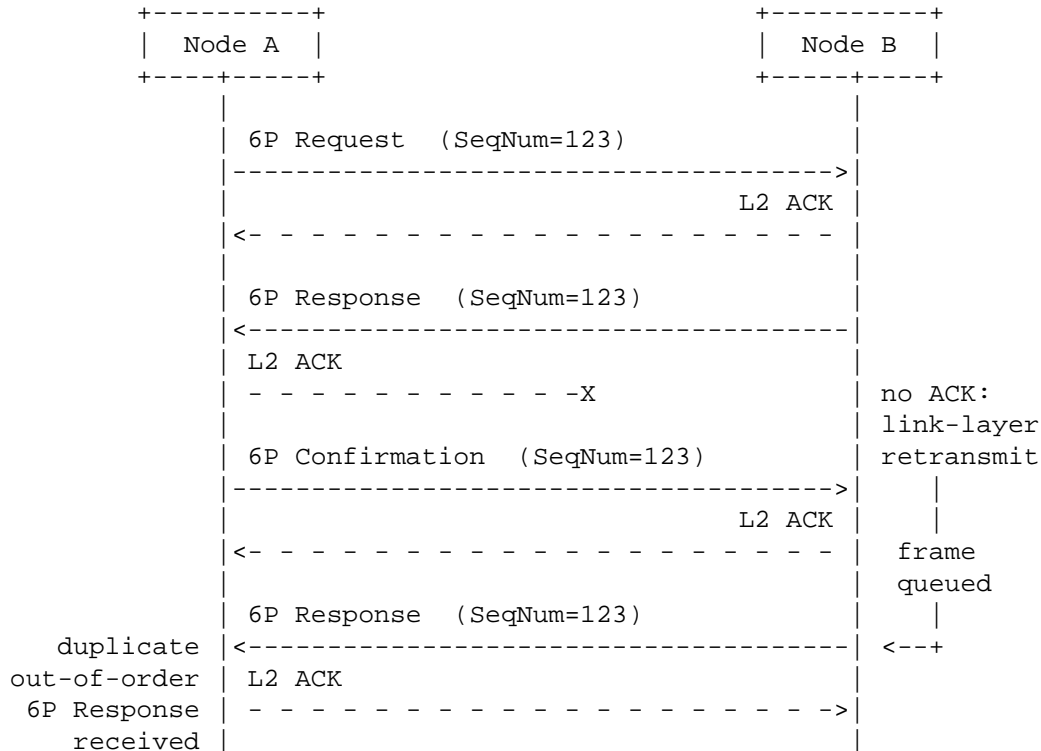 Node A Node B
6P Request (SeqNum=123)
L2 ACK
6P Response (SeqNum=123)
L2 ACK
X no ACK:
link-layer
6P Confirmation (SeqNum=123) retransmit
L2 ACK
frame
queued
6P Response (SeqNum=123)
duplicate
out-of-order L2 ACK
6P Response
received